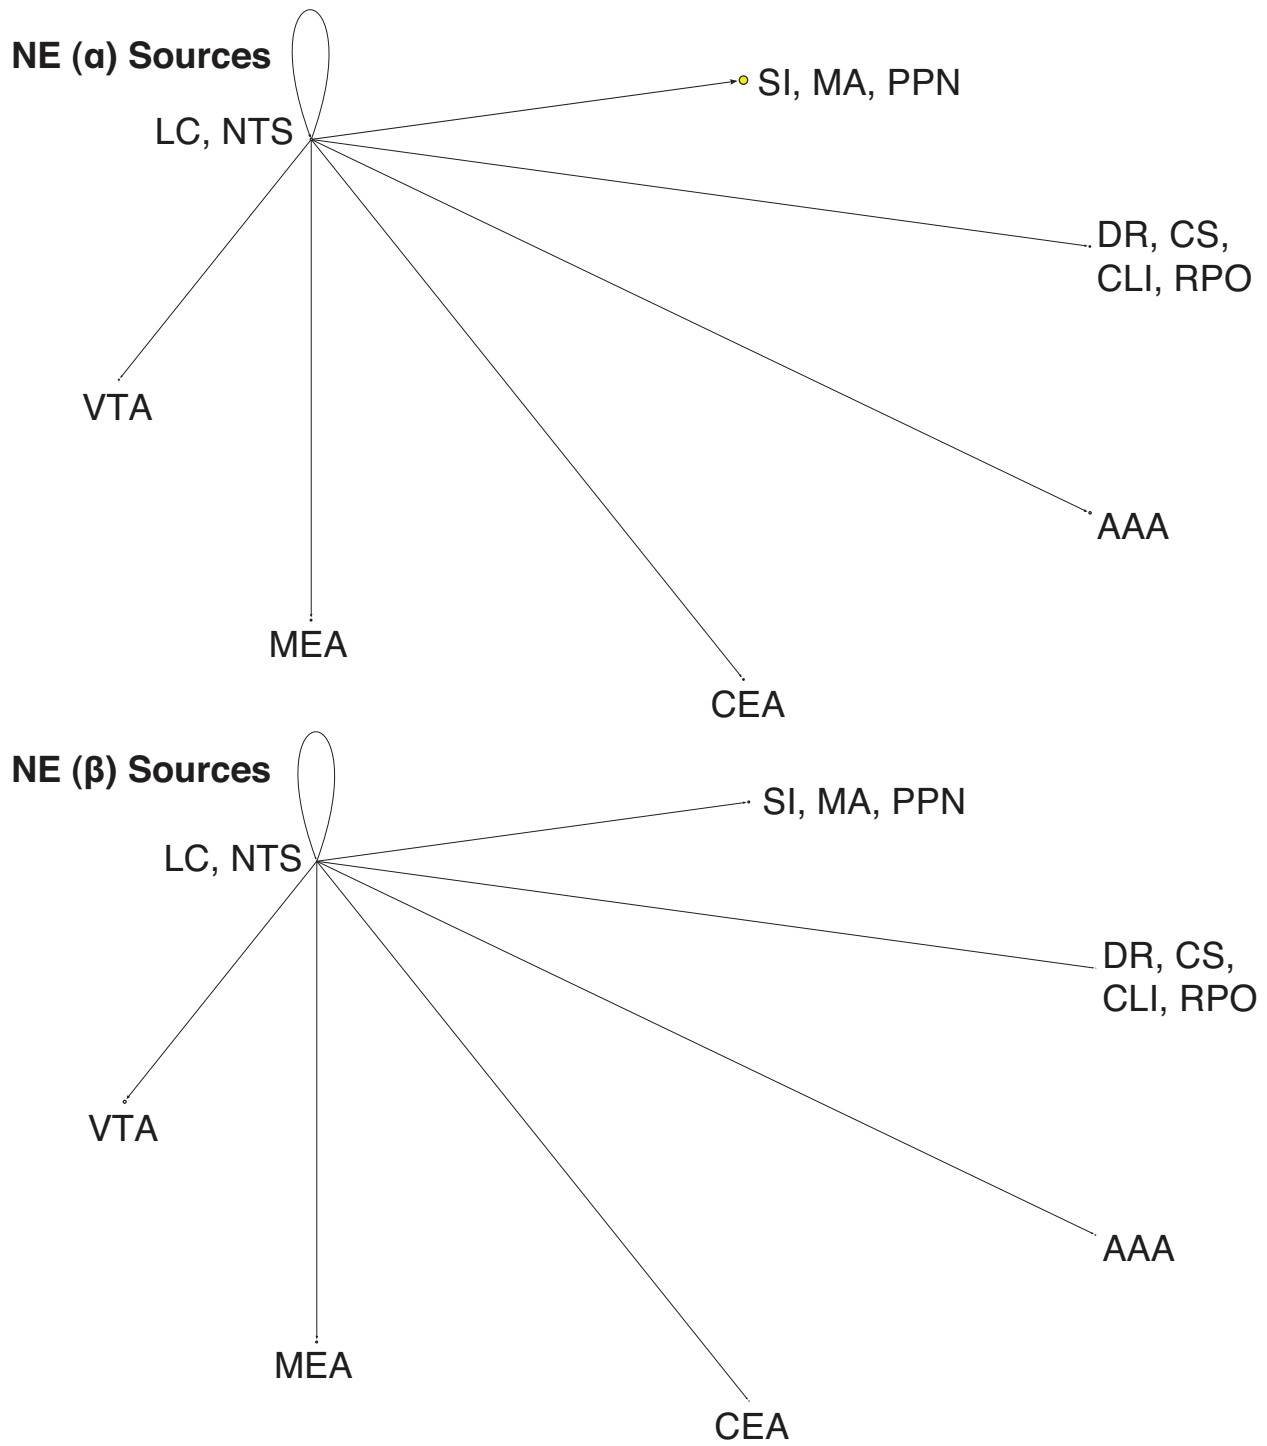 NE (α) Sources
SI, MA, PPN
LC, NTS
DR, CS,
CLI, RPO
VTA
AAA
MEA
CEA
NE (β) Sources
SI, MA, PPN
LC, NTS
DR, CS,
CLI, RPO
VTA
AAA
MEA
CEA